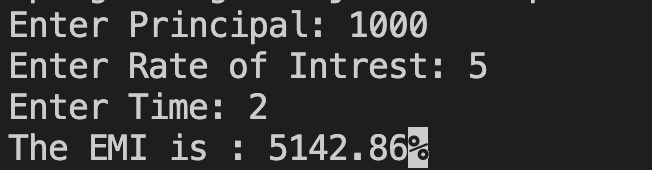 Enter Principal: 1000
Enter Rate of Intrest: 5
Enter Time: 2
The EMI is : 5142.86%